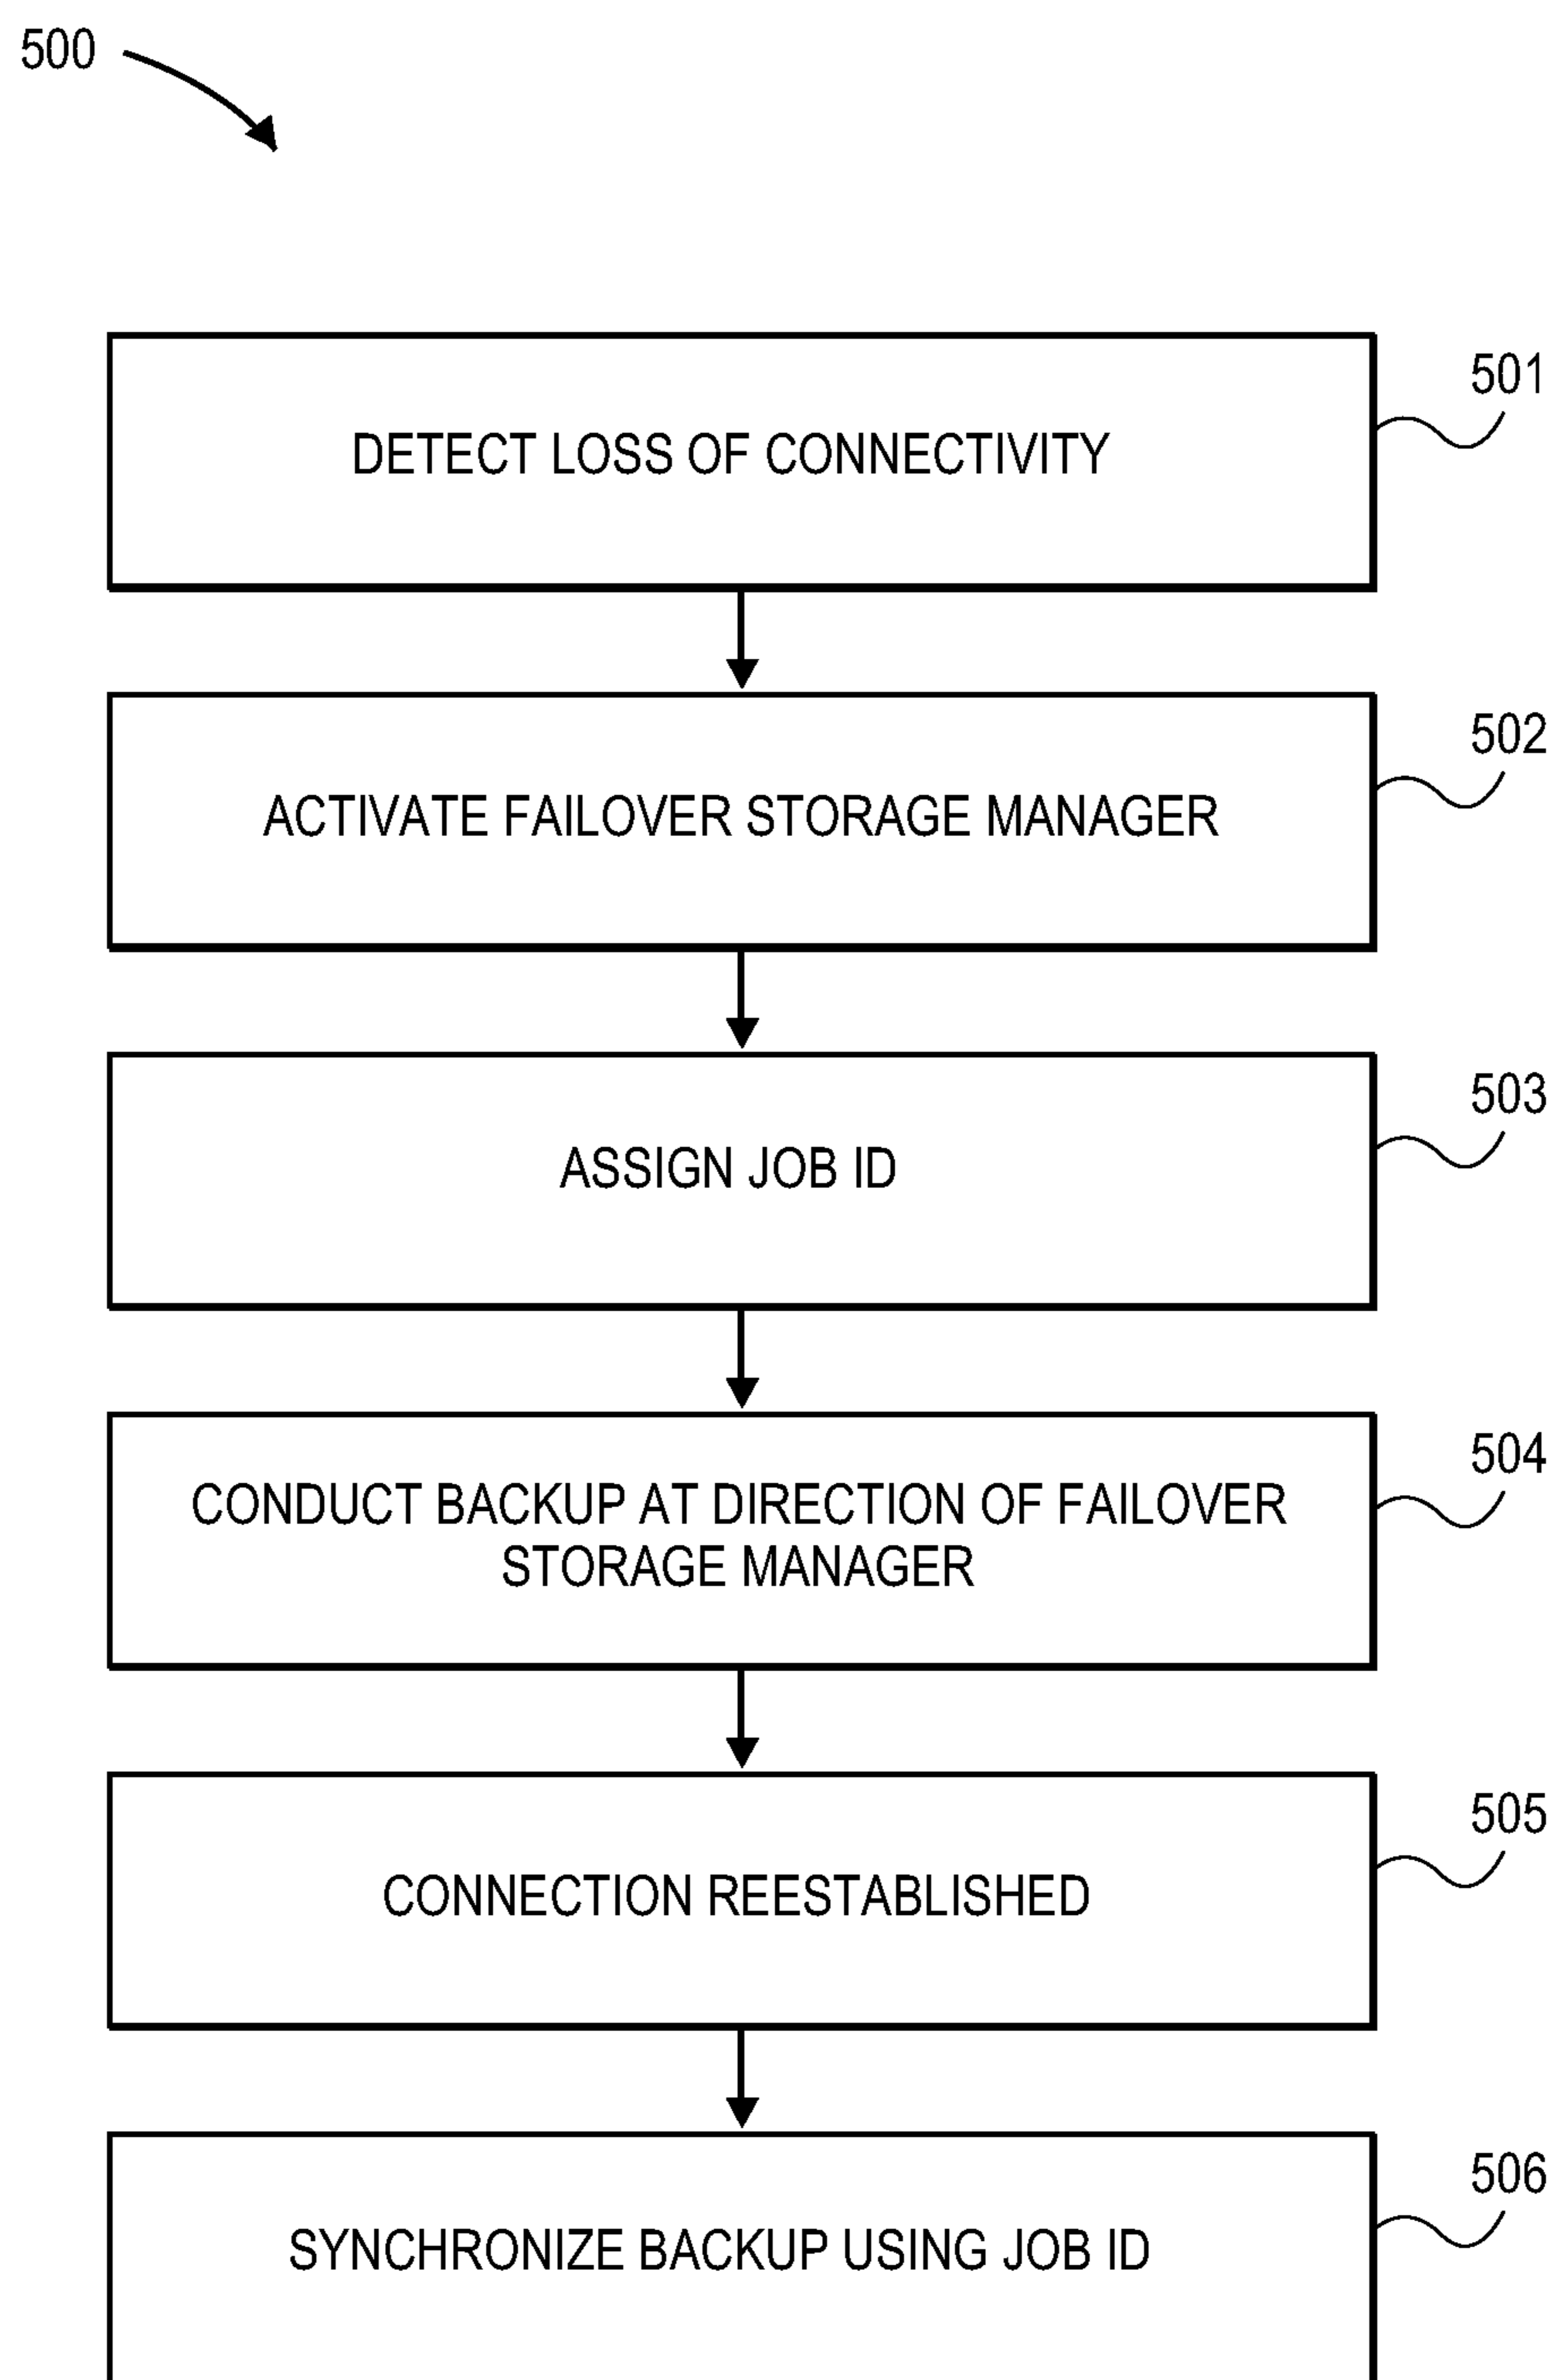 500
501
DETECT LOSS OF CONNECTIVITY
502
ACTIVATE FAILOVER STORAGE MANAGER
503
ASSIGN JOB ID
504
CONDUCT BACKUP AT DIRECTION OF FAILOVER
STORAGE MANAGER
505
CONNECTION REESTABLISHED
506
SYNCHRONIZE BACKUP USING JOB ID